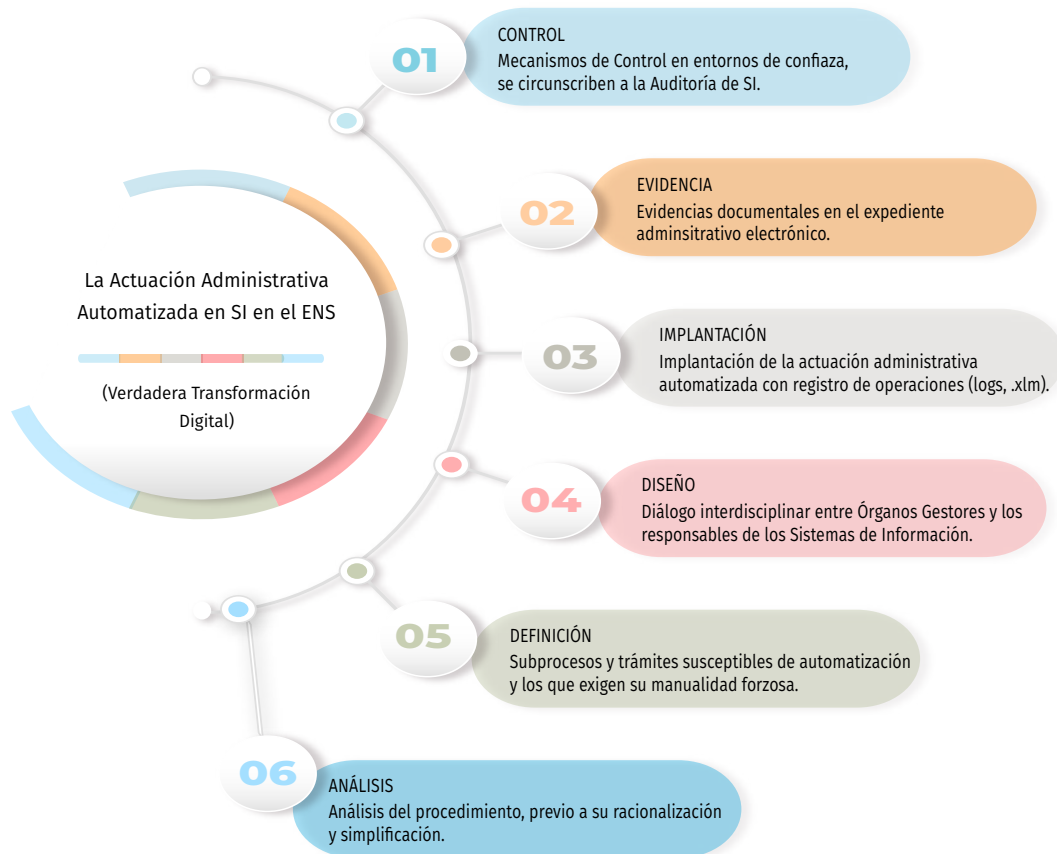 01
CONTROL
Mecanismos de Control en entornos de confiaza,
se circunscriben a la Auditoría de SI.
02
EVIDENCIA
Evidencias documentales en el expediente
adminsitrativo electrónico.
La Actuación Administrativa
Automatizada en SI en el ENS
(Verdadera Transformación
Digital)
03
IMPLANTACIÓN
Implantación de la actuación administrativa
automatizada con registro de operaciones (logs, .xlm).
04
DISEÑO
Diálogo interdisciplinar entre Órganos Gestores y los
responsables de los Sistemas de Información.
05
DEFINICIÓN
Subprocesos y trámites susceptibles de automatización
y los que exigen su manualidad forzosa.
06
ANÁLISIS
Análisis del procedimiento, previo a su racionalización
y simplificación.